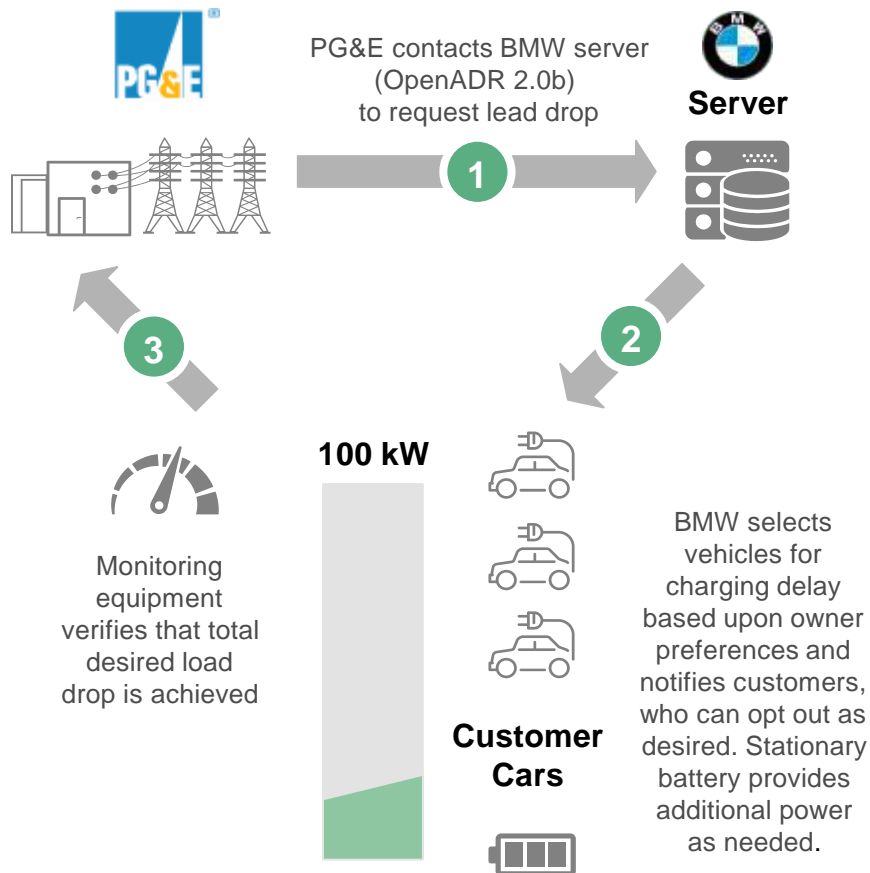 PG&E
PG&E contacts BMW server
(OpenADR 2.0b)
to request lead drop
BMW
Server
1
2
3
100 kW
Monitoring
equipment
verifies that total
desired load
drop is achieved
Customer
Cars
BMW selects
vehicles for
charging delay
based upon owner
preferences and
notifies customers,
who can opt out as
desired. Stationary
battery provides
additional power
as needed.